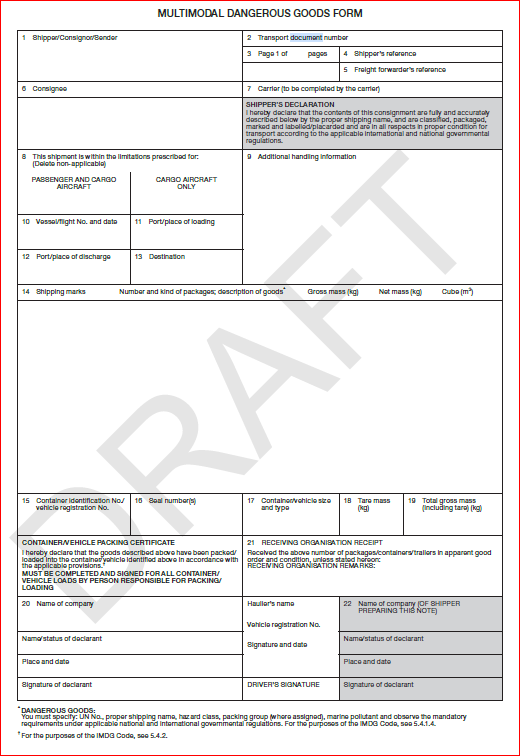 MULTIMODAL DANGEROUS GOODS FORM
1 Shipper/Consignor/Sender
2 Transport document number
3 Page 1 of pages
4 Shipper's reference
5 Freight forwarder's reference
6 Consignee
7 Carrier (to be completed by the carrier)
SHIPPER'S DECLARATION
I hereby declare that the contents of this consignment are fully and accurately
described below by the proper shipping name, and are classified, packaged,
marked and labelled/placarded and are in all respects in proper condition for
transport according to the applicable international and national governmental
regulations.
8 This shipment is within the limitations prescribed for:
(Delete non-applicable)
PASSENGER AND CARGO
AIRCRAFT
CARGO AIRCRAFT
ONLY
9 Additional handling information
10 Vessel/flight No. and date
11 Port/place of loading
12 Port/place of discharge
13 Destination
14 Shipping marks Number and kind of packages; description of goods* Gross mass (kg) Net mass (kg) Cube (m³)
DRAFT
15 Container identification No./
vehicle registration No.
16 Seal number(s)
17 Container/vehicle size
and type
18 Tare mass
(kg)
19 Total gross mass
(including tare) (kg)
CONTAINER/VEHICLE PACKING CERTIFICATE
I hereby declare that the goods described above have been packed/
loaded into the container/vehicle identified above in accordance with
the applicable provisions.†
MUST BE COMPLETED AND SIGNED FOR ALL CONTAINER/
VEHICLE LOADS BY PERSON RESPONSIBLE FOR PACKING/
LOADING
21 RECEIVING ORGANISATION RECEIPT
Received the above number of packages/containers/trailers in apparent good
order and condition, unless stated hereon:
RECEIVING ORGANISATION REMARKS:
20 Name of company
Name/status of declarant
Place and date
Signature of declarant
Haulier's name
Vehicle registration No.
Signature and date
DRIVER'S SIGNATURE
22 Name of company (OF SHIPPER
PREPARING THIS NOTE)
Name/status of declarant
Place and date
Signature of declarant
* DANGEROUS GOODS:
You must specify: UN No., proper shipping name, hazard class, packing group (where assigned), marine pollutant and observe the mandatory
requirements under applicable national and international governmental regulations. For the purposes of the IMDG Code, see 5.4.1.4.
† For the purposes of the IMDG Code, see 5.4.2.